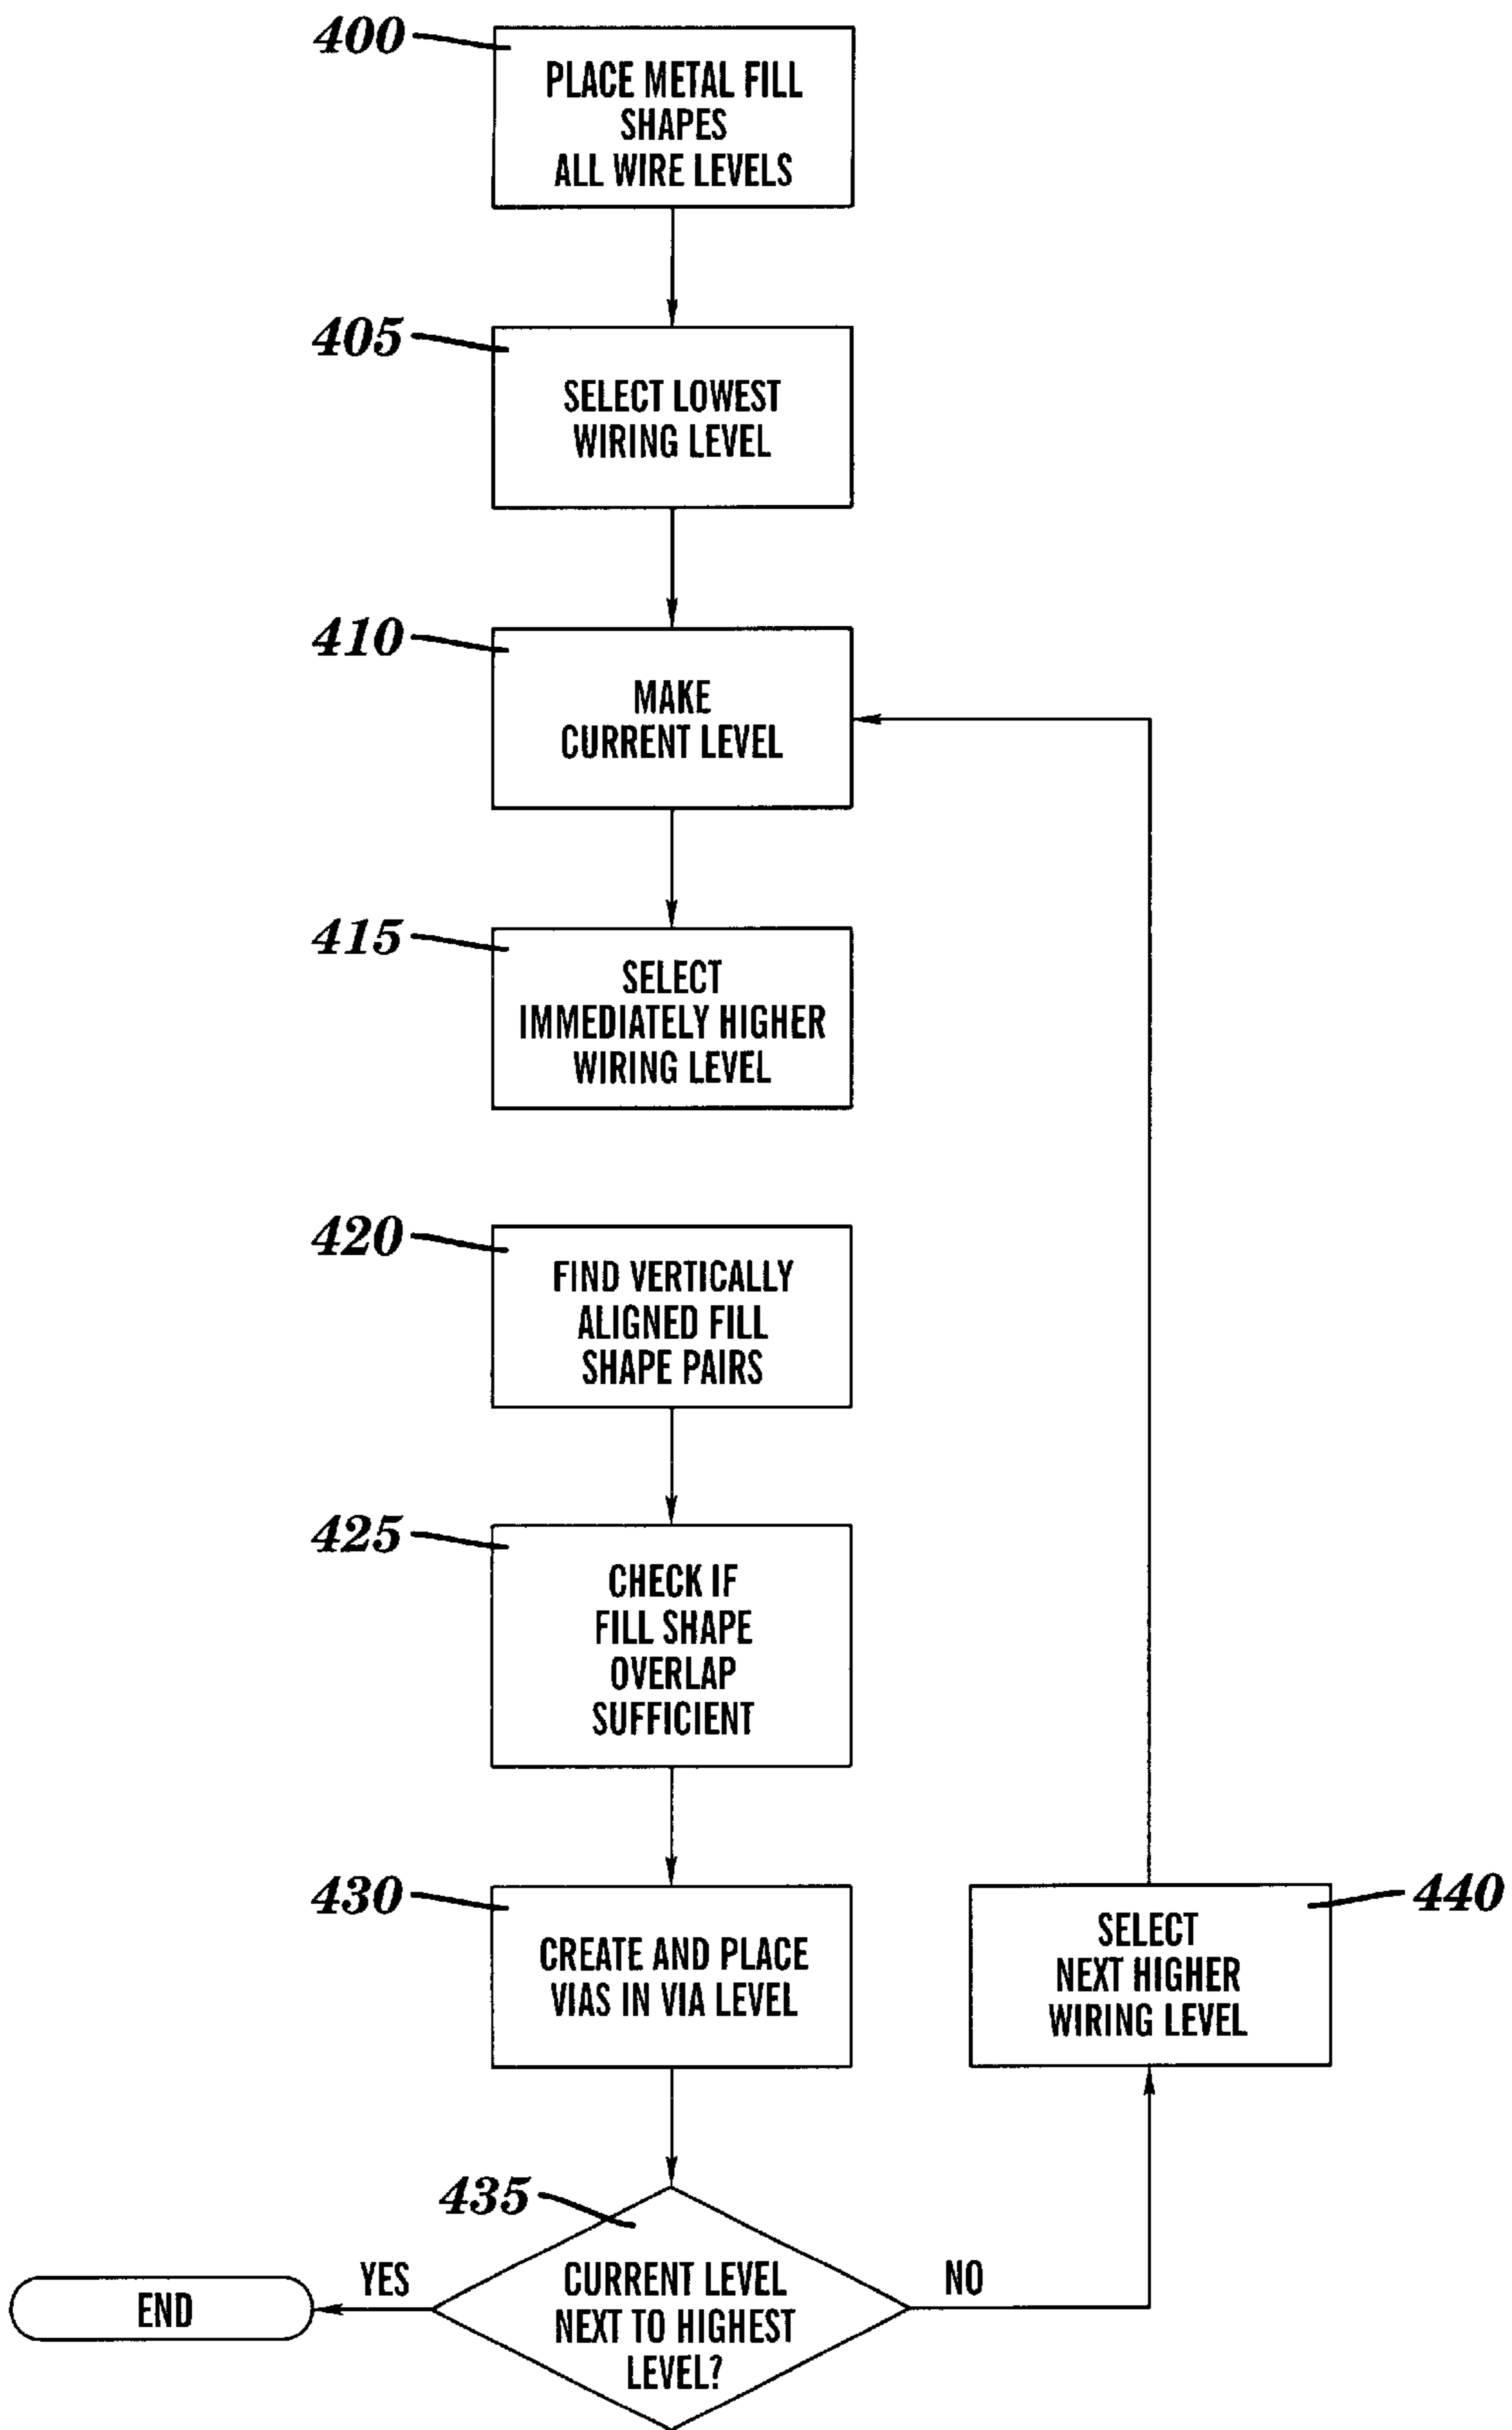 400
PLACE METAL FILL
SHAPES
ALL WIRE LEVELS
405
SELECT LOWEST
WIRING LEVEL
410
MAKE
CURRENT LEVEL
415
SELECT
IMMEDIATELY HIGHER
WIRING LEVEL
420
FIND VERTICALLY
ALIGNED FILL
SHAPE PAIRS
425
CHECK IF
FILL SHAPE
OVERLAP
SUFFICIENT
430
CREATE AND PLACE
VIAS IN VIA LEVEL
440
SELECT
NEXT HIGHER
WIRING LEVEL
435
CURRENT LEVEL
NEXT TO HIGHEST
LEVEL?
YES
NO
END